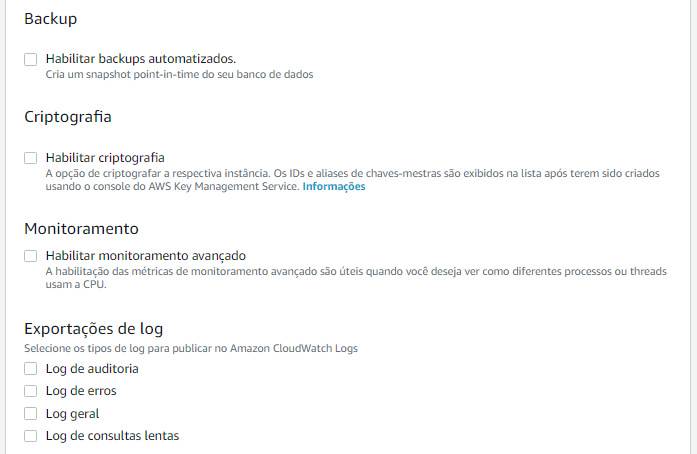 Backup
Habilitar backups automatizados.
Cria um snapshot point-in-time do seu banco de dados
Criptografia
Habilitar criptografia
A opção de criptografar a respectiva instância. Os IDs e aliases de chaves-mestras são exibidos na lista após terem sido criados
usando o console do AWS Key Management Service. Informações
Monitoramento
Habilitar monitoramento avançado
A habilitação das métricas de monitoramento avançado são úteis quando você deseja ver como diferentes processos ou threads
usam a CPU.
Exportações de log
Selecione os tipos de log para publicar no Amazon CloudWatch Logs
Log de auditoria
Log de erros
Log geral
Log de consultas lentas